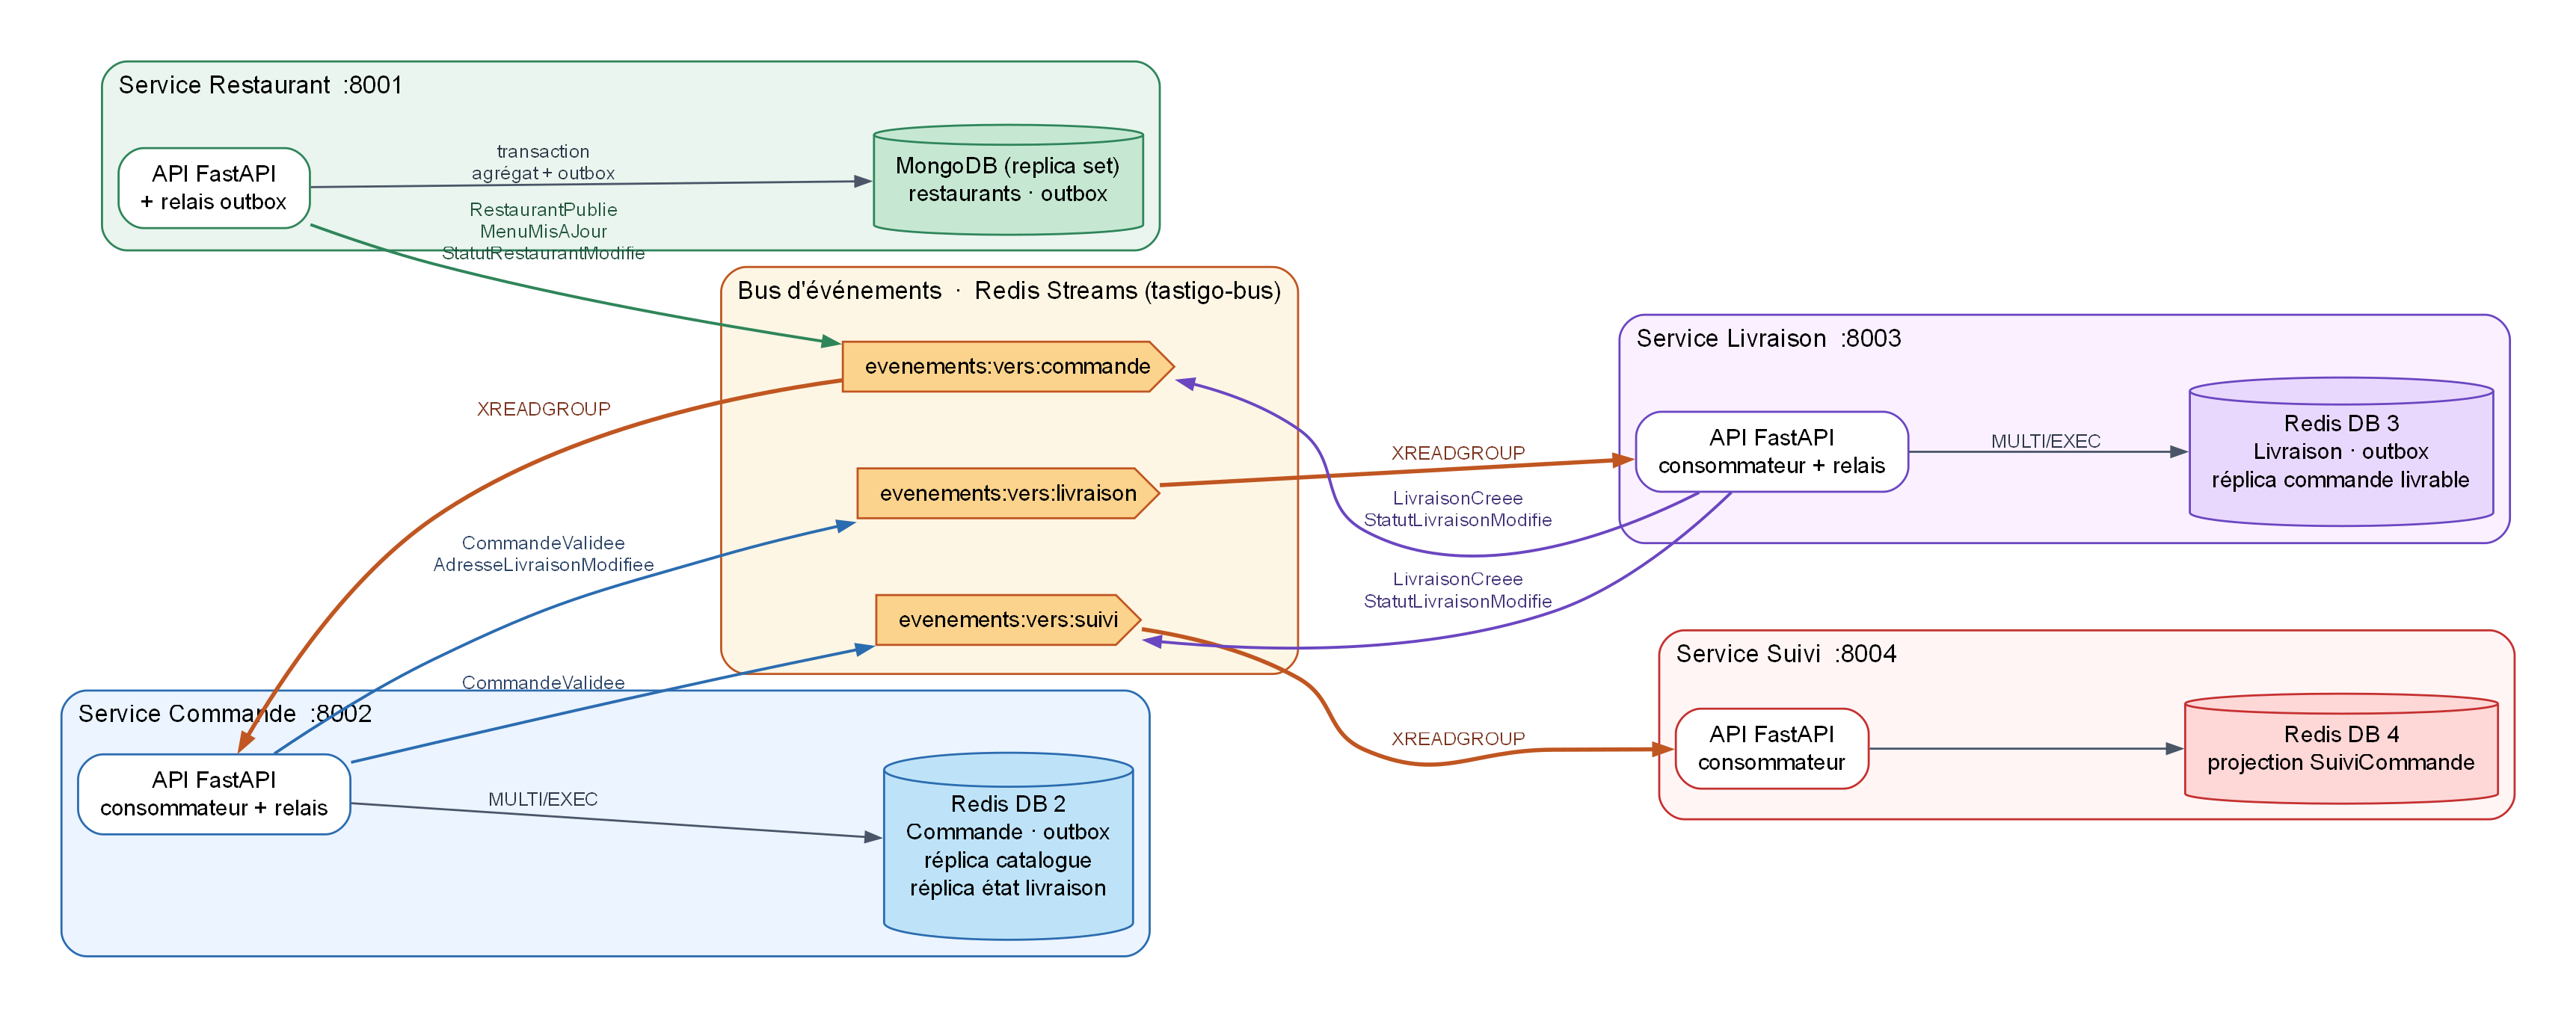 Service Restaurant  :8001
API FastAPI
+ relais outbox
transaction
agrégat + outbox
MongoDB (replica set)
restaurants · outbox
RestaurantPublie
MenuMisAJour
StatutRestaurantModifie
Bus d'événements  ·  Redis Streams (tastigo-bus)
evenements:vers:commande
evenements:vers:livraison
evenements:vers:suivi
XREADGROUP
CommandeValidee
AdresseLivraisonModifiee
CommandeValidee
Service Commande  :8002
API FastAPI
consommateur + relais
MULTI/EXEC
Redis DB 2
Commande · outbox
réplica catalogue
réplica état livraison
XREADGROUP
LivraisonCreee
StatutLivraisonModifie
LivraisonCreee
StatutLivraisonModifie
XREADGROUP
Service Livraison  :8003
API FastAPI
consommateur + relais
MULTI/EXEC
Redis DB 3
Livraison · outbox
réplica commande livrable
Service Suivi  :8004
API FastAPI
consommateur
Redis DB 4
projection SuiviCommande